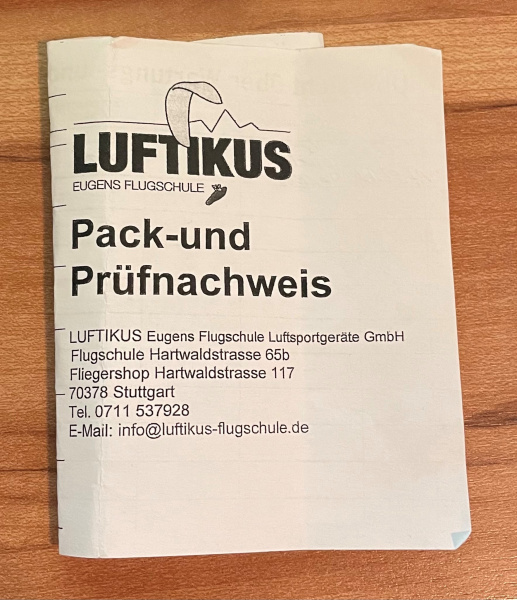 LUFTIKUS
EUGENS FLUGSCHULE
Pack-und
Prüfnachweis
LUFTIKUS Eugens Flugschule Luftsportgeräte GmbH
Flugschule Hartwaldstrasse 65b
Fliegershop Hartwaldstrasse 117
70378 Stuttgart
Tel. 0711 537928
E-Mail: info@luftikus-flugschule.de